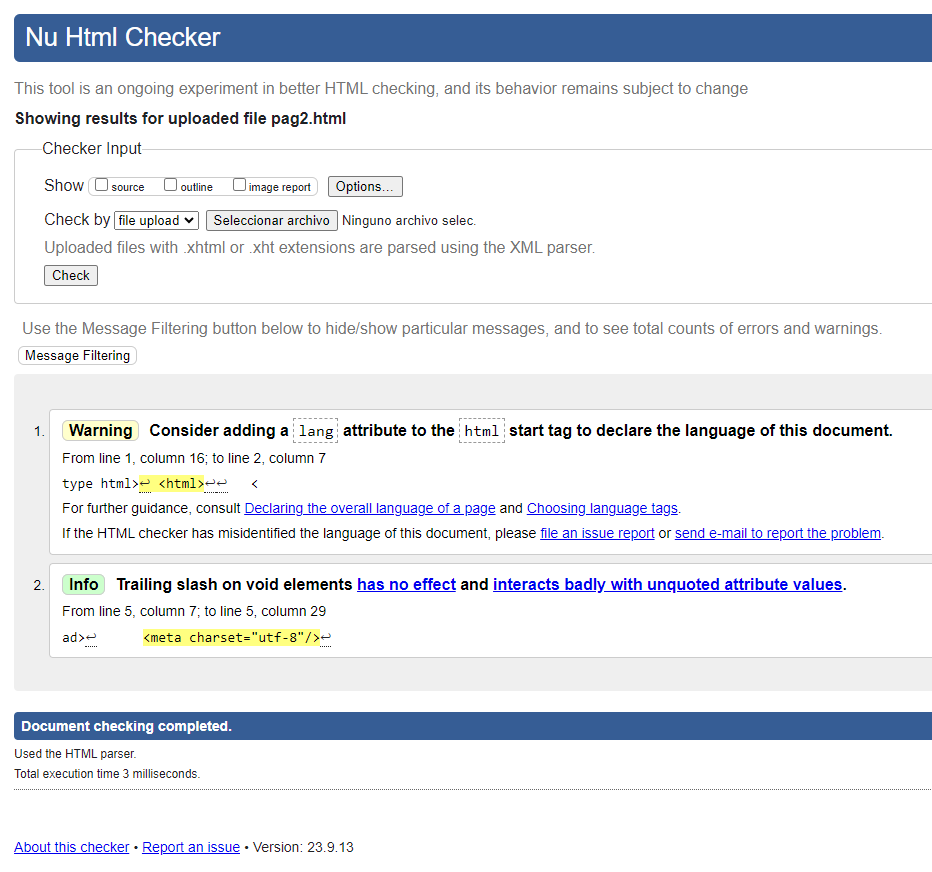 Nu Html Checker
This tool is an ongoing experiment in better HTML checking, and its behavior remains subject to change
Showing results for uploaded file pag2.html
Checker Input
Show source outline image report Options...
Check by file upload Seleccionar archivo Ninguno archivo selec.
Uploaded files with .xhtml or .xht extensions are parsed using the XML parser.
Check
Use the Message Filtering button below to hide/show particular messages, and to see total counts of errors and warnings.
Message Filtering
1. Warning Consider adding a lang attribute to the html start tag to declare the language of this document.
From line 1, column 16; to line 2, column 7
type html>↩ <html>↩↩ <
For further guidance, consult Declaring the overall language of a page and Choosing language tags.
If the HTML checker has misidentified the language of this document, please file an issue report or send e-mail to report the problem.
2. Info Trailing slash on void elements has no effect and interacts badly with unquoted attribute values.
From line 5, column 7; to line 5, column 29
ad>↩ <meta charset="utf-8"/>↩
Document checking completed.
Used the HTML parser.
Total execution time 3 milliseconds.
About this checker • Report an issue • Version: 23.9.13